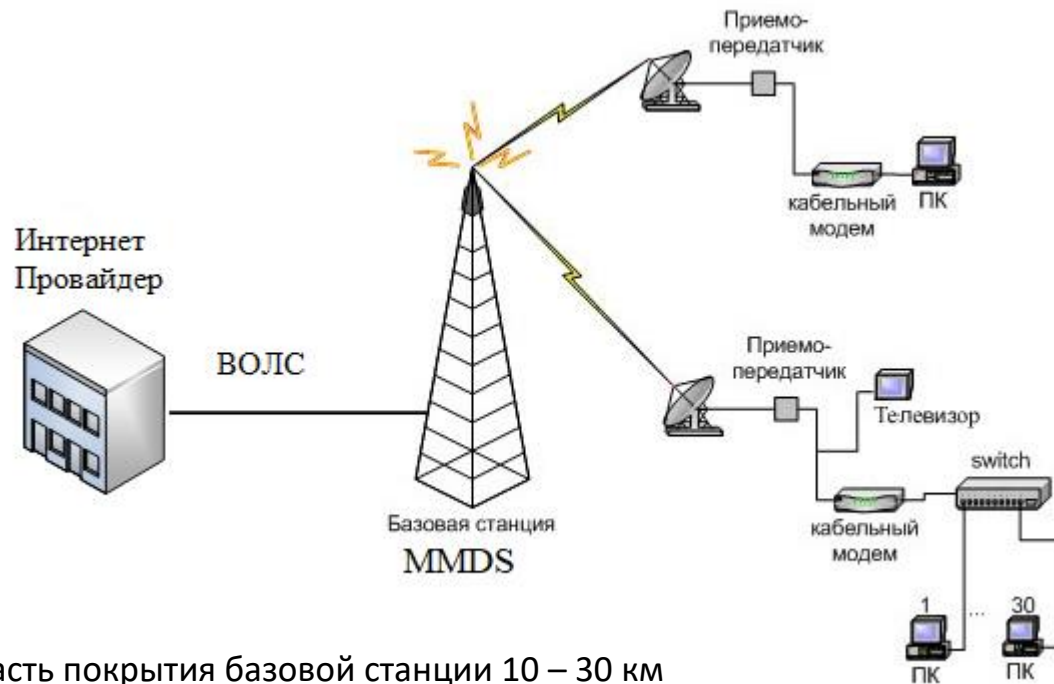 Приемо-
передатчик
кабельный
модем
ПК
Интернет
Провайдер
ВОЛС
Базовая станция
MMDS
Приемо-
передатчик
Телевизор
switch
кабельный
модем
1 ... 30
ПК ПК
асть покрытия базовой станции 10 – 30 км